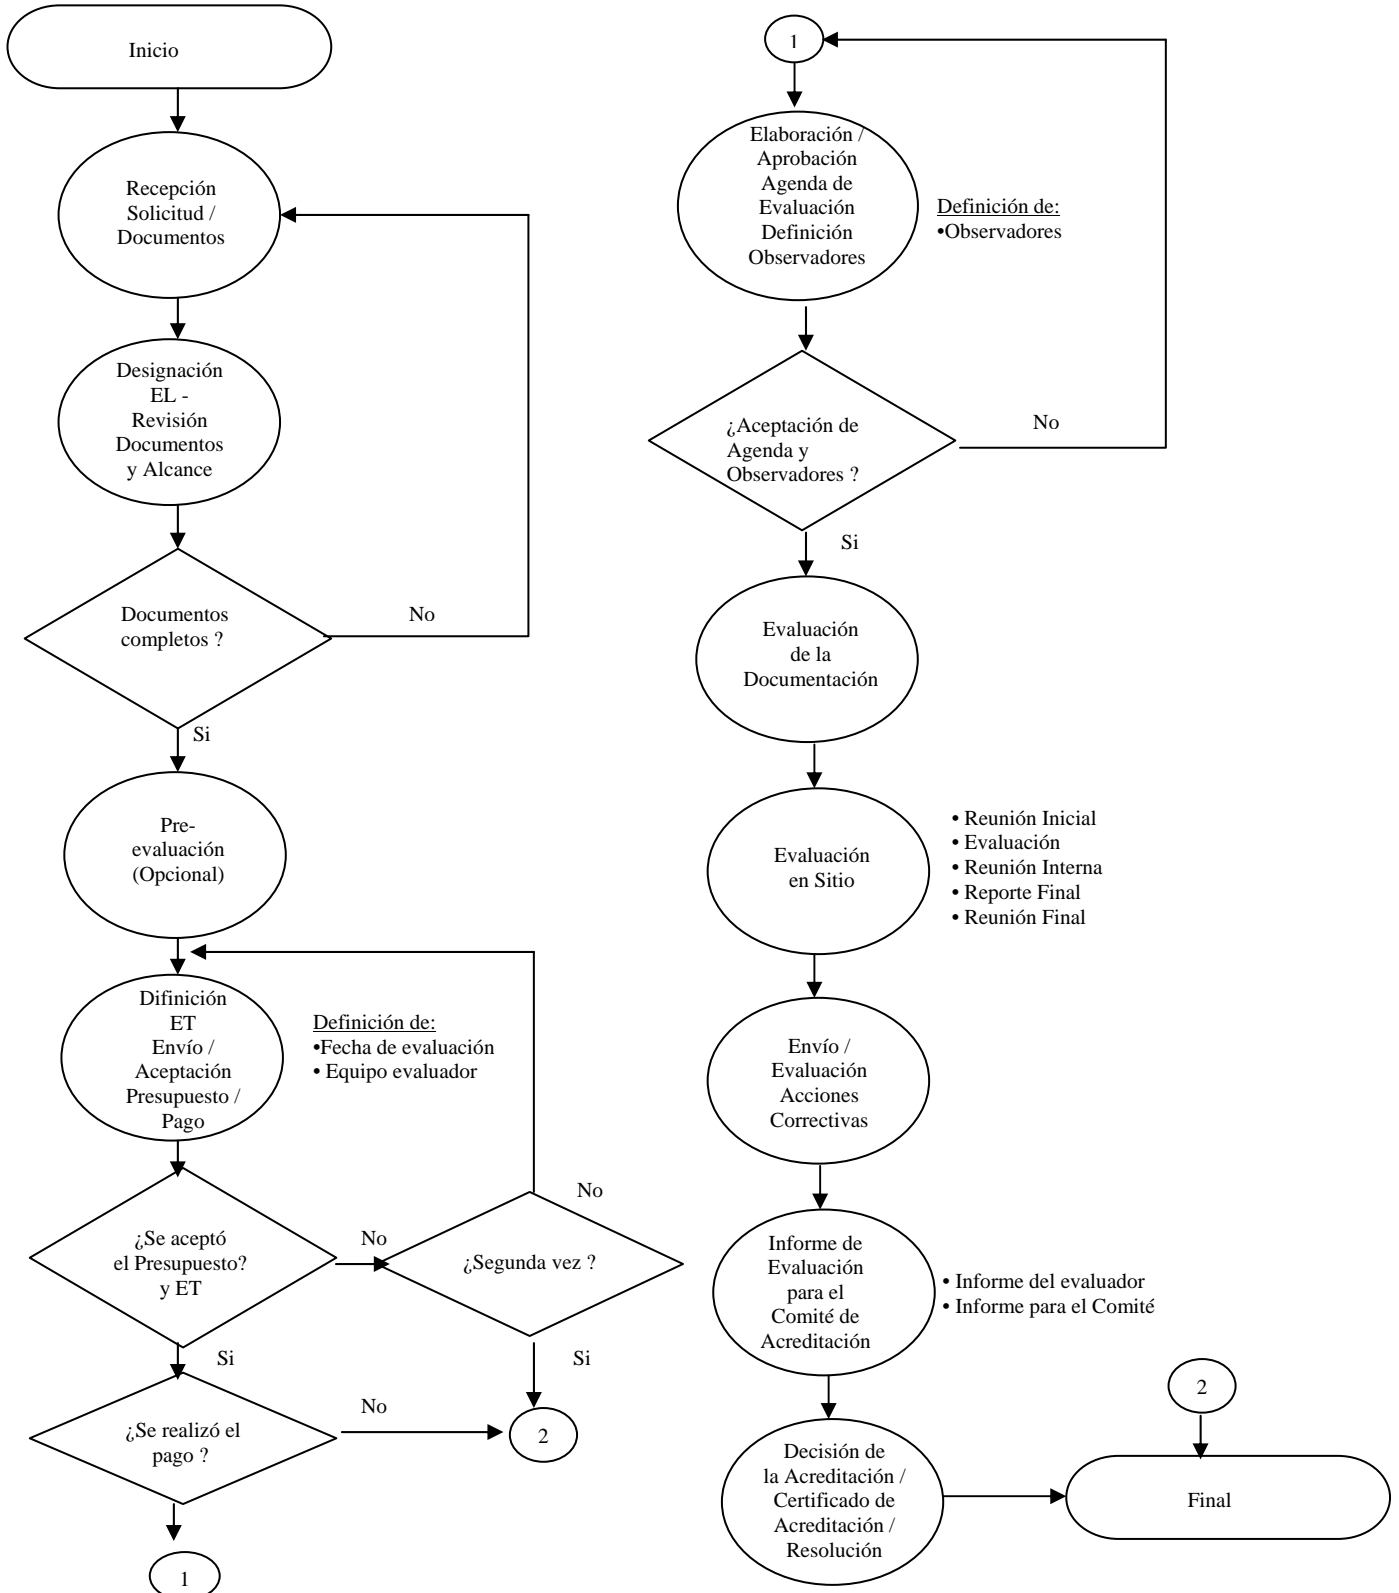 Inicio
Recepción
Solicitud /
Documentos
Designación
EL -
Revisión
Documentos
y Alcance
Documentos
completos ?
No
Si
Pre-
evaluación
(Opcional)
Difinición
ET
Envío /
Aceptación
Presupuesto /
Pago
Definición de:
•Fecha de evaluación
• Equipo evaluador
¿Se aceptó
el Presupuesto?
y ET
No
¿Segunda vez ?
No
Si
Si
¿Se realizó el
pago ?
No
2
1
1
Elaboración /
Aprobación
Agenda de
Evaluación
Definición
Observadores
Definición de:
•Observadores
¿Aceptación de
Agenda y
Observadores ?
No
Si
Evaluación
de la
Documentación
Evaluación
en Sitio
• Reunión Inicial
• Evaluación
• Reunión Interna
• Reporte Final
• Reunión Final
Envío /
Evaluación
Acciones
Correctivas
Informe de
Evaluación
para el
Comité de
Acreditación
• Informe del evaluador
• Informe para el Comité
Decisión de
la Acreditación /
Certificado de
Acreditación /
Resolución
2
Final